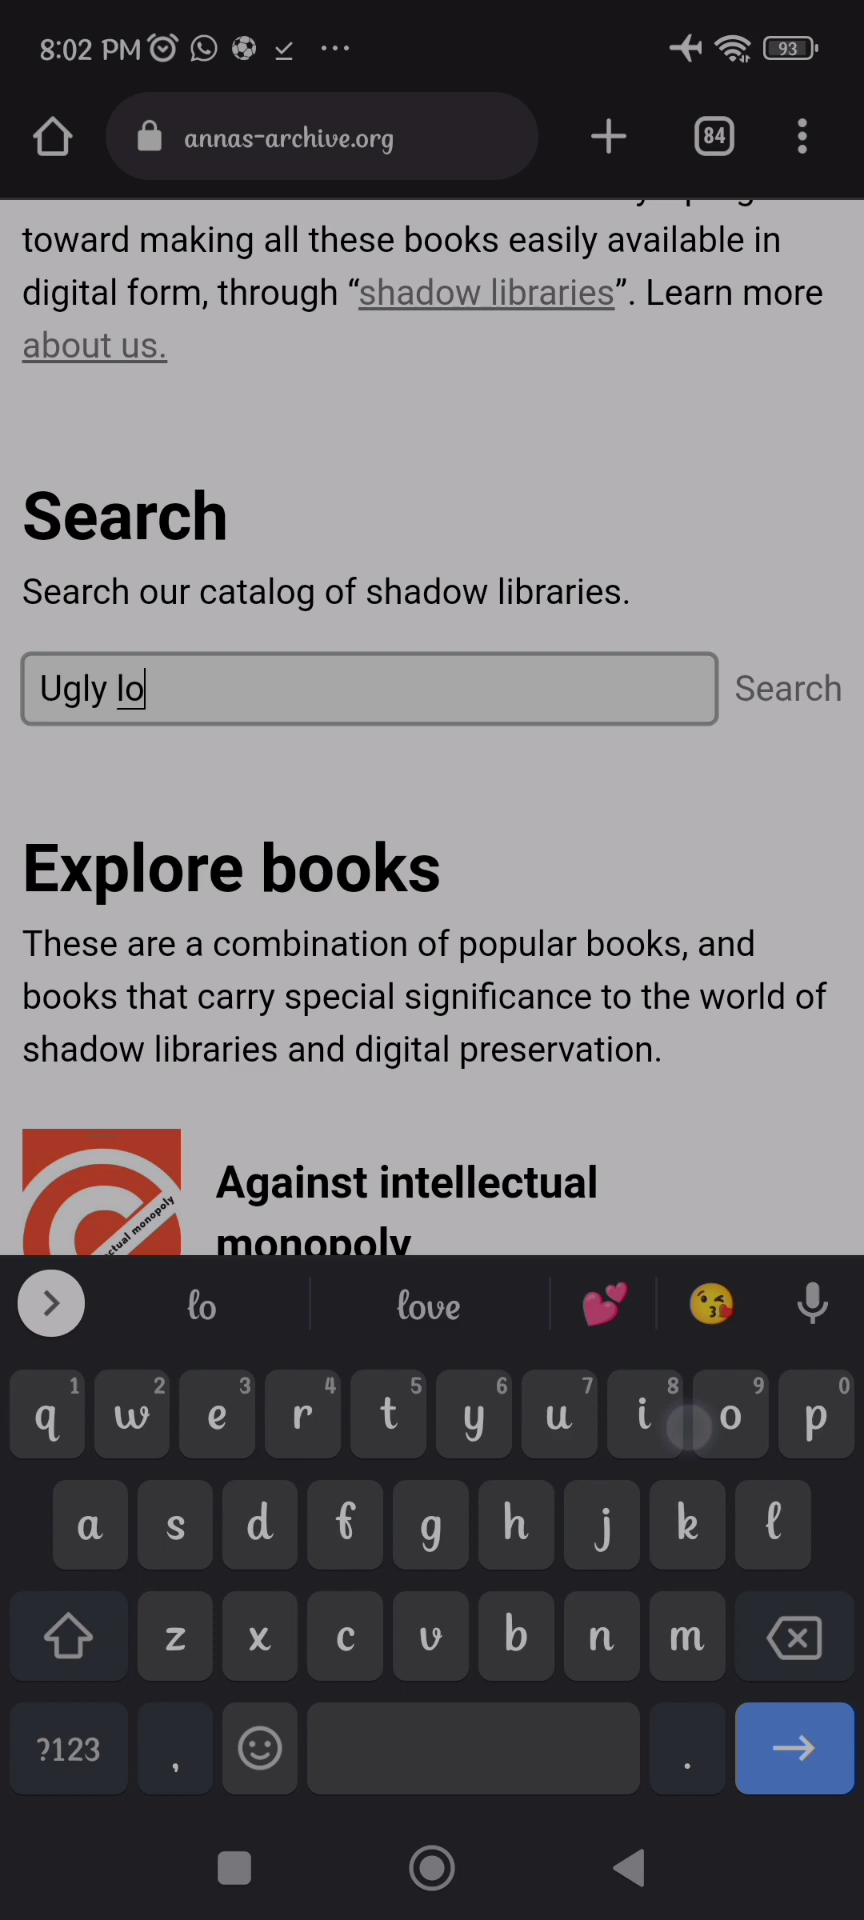 8:02 PM
93
annas-archive.org
84
toward making all these books easily available in
digital form, through “shadow libraries”. Learn more
about us.
Search
Search our catalog of shadow libraries.
Ugly lo
Search
Explore books
These are a combination of popular books, and
books that carry special significance to the world of
shadow libraries and digital preservation.
monopoly
Against intellectual
monopoly
lo love
q 1 w 2 e 3 r 4 t 5 y 6 u 7 i 8 o 9 p 0
a s d f g h j k l
z x c v b n m
?123 , .